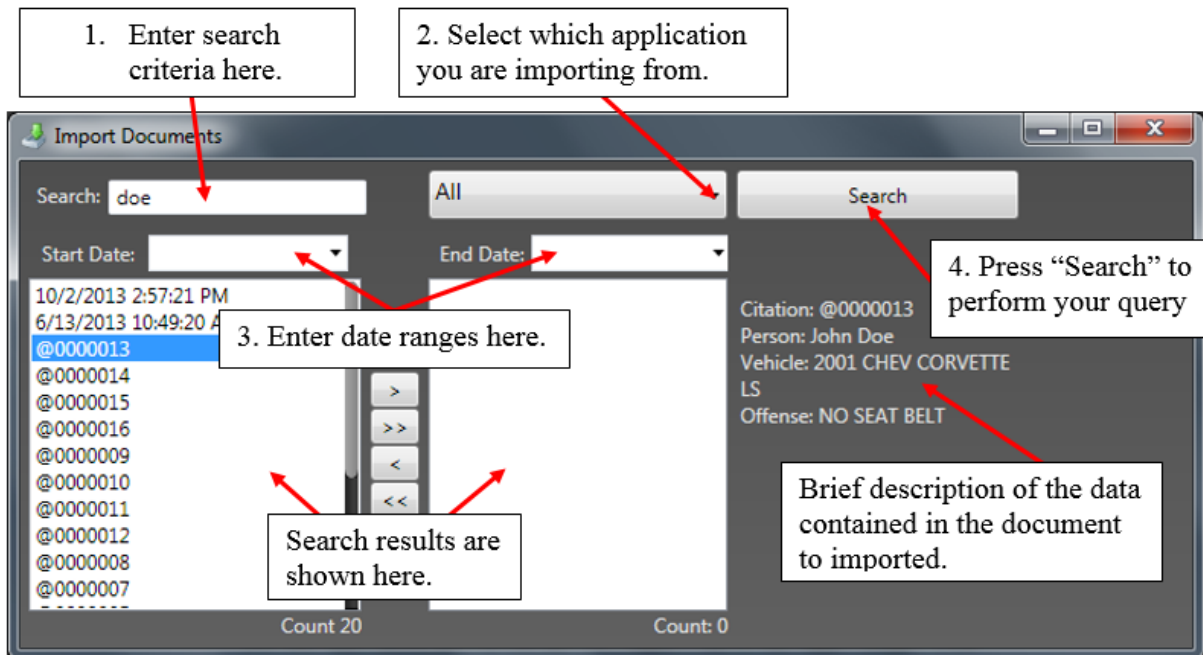 1. Enter search
criteria here.
2. Select which application
you are importing from.
Import Documents
Search: doe
All
Search
Start Date:
End Date:
4. Press “Search” to
perform your query
10/2/2013 2:57:21 PM
6/13/2013 10:49:20 A
3. Enter date ranges here.
@0000013
@0000014
@0000015
@0000016
@0000009
@0000010
@0000011
@0000012
@0000008
@0000007
>
>>
<
<<
Citation: @0000013
Person: John Doe
Vehicle: 2001 CHEV CORVETTE
LS
Offense: NO SEAT BELT
Search results are
shown here.
Brief description of the data
contained in the document
to imported.
Count 20
Count: 0